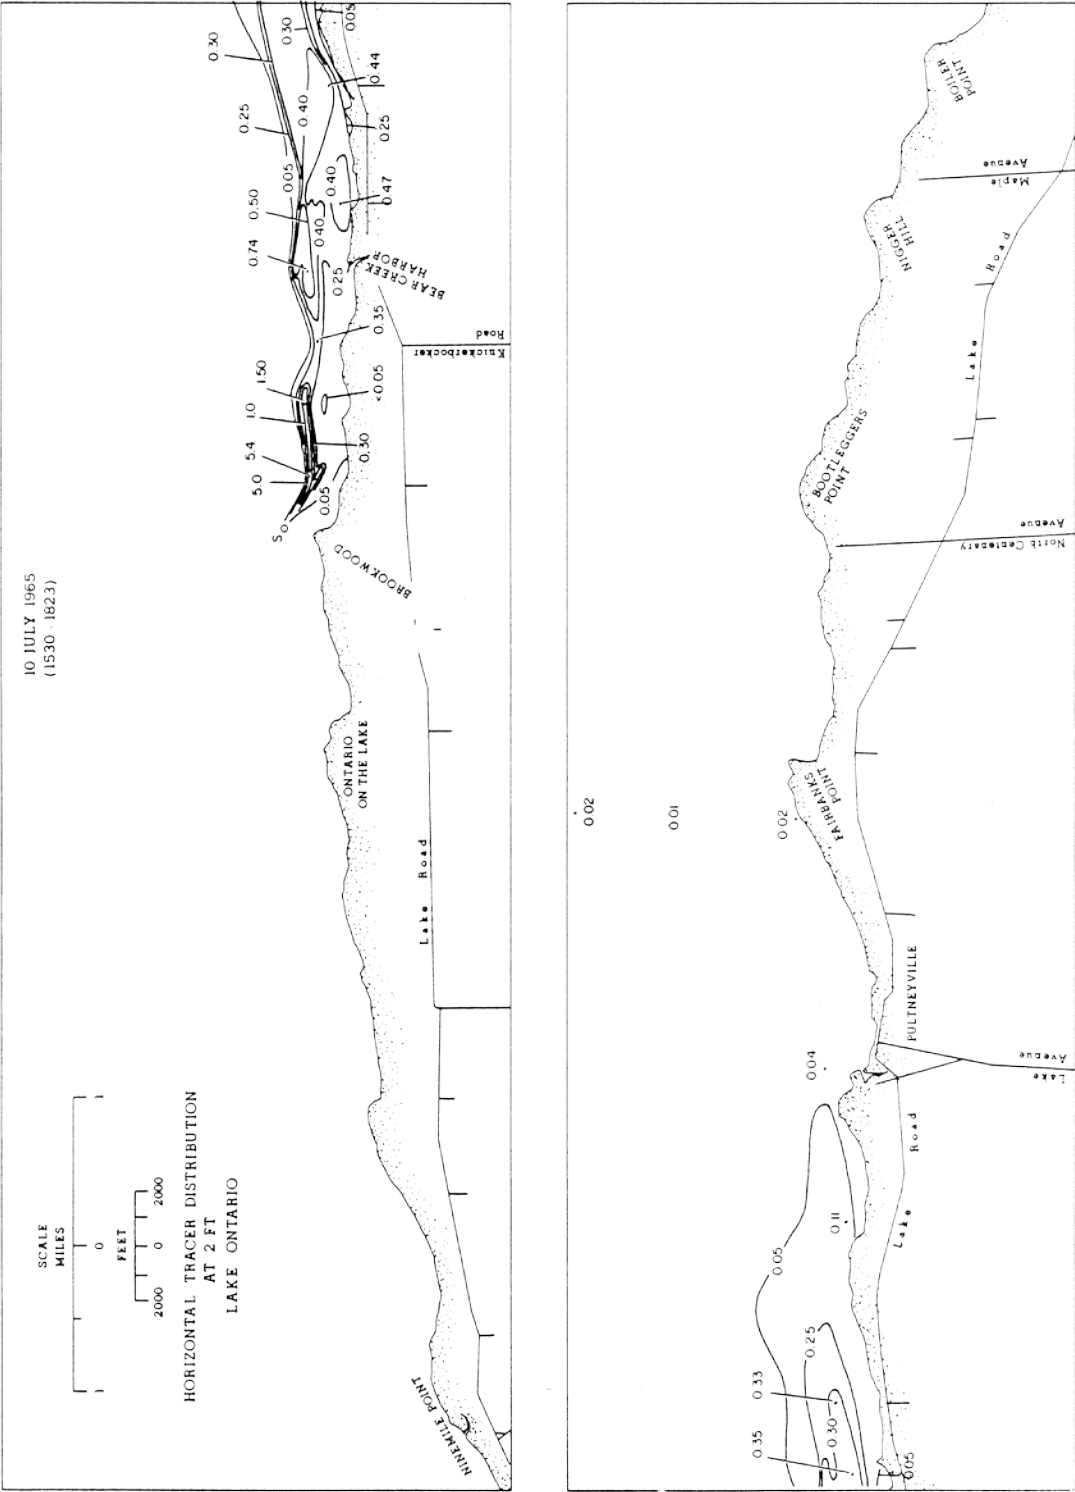 10 JULY 1965
(1530 - 1823)
SCALE
MILES
1 0 1
FEET
2000 0 2000
HORIZONTAL TRACER DISTRIBUTION
AT 2 FT
LAKE ONTARIO
NINEMILE POINT
Lake Road
ONTARIO
ON THE LAKE
BROOKWOOD
So
0.05
5.0
5.4
1.0
1.50
0.30
<0.05
0.35
Knickerbocker
Road
BEAR CREEK
HARBOR
0.25
0.74
0.40
0.50
0.05
0.40
0.47
0.25
0.40
0.25
0.44
0.30
0.30
0.05
0.35
0.33
0.30
0.25
0.05
0.05
0.11
0.04
Lake Road
Lake
Avenue
PULTNEYVILLE
0.02
0.01
0.02
FAIRBANKS
POINT
North Centenary
Avenue
BOOTLEGGERS
POINT
Lake Road
NIGGER
HILL
Maple
Avenue
BOILER
POINT